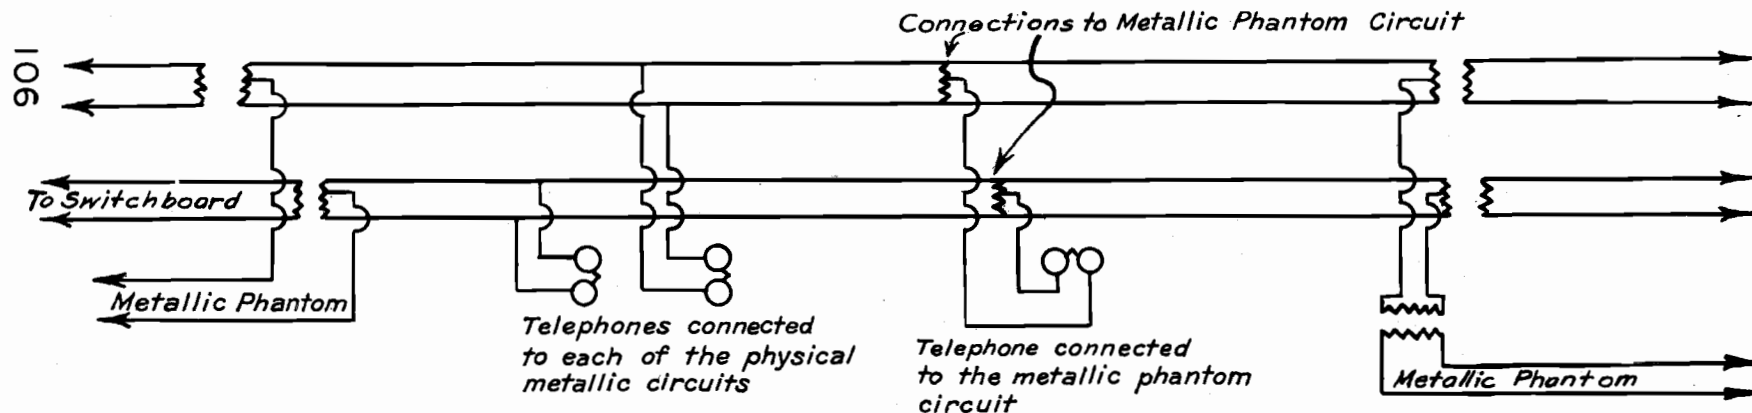 106
Connections to Metallic Phantom Circuit
To Switchboard
Metallic Phantom
Telephones connected
to each of the physical
metallic circuits
Telephone connected
to the metallic phantom
circuit
Metallic Phantom